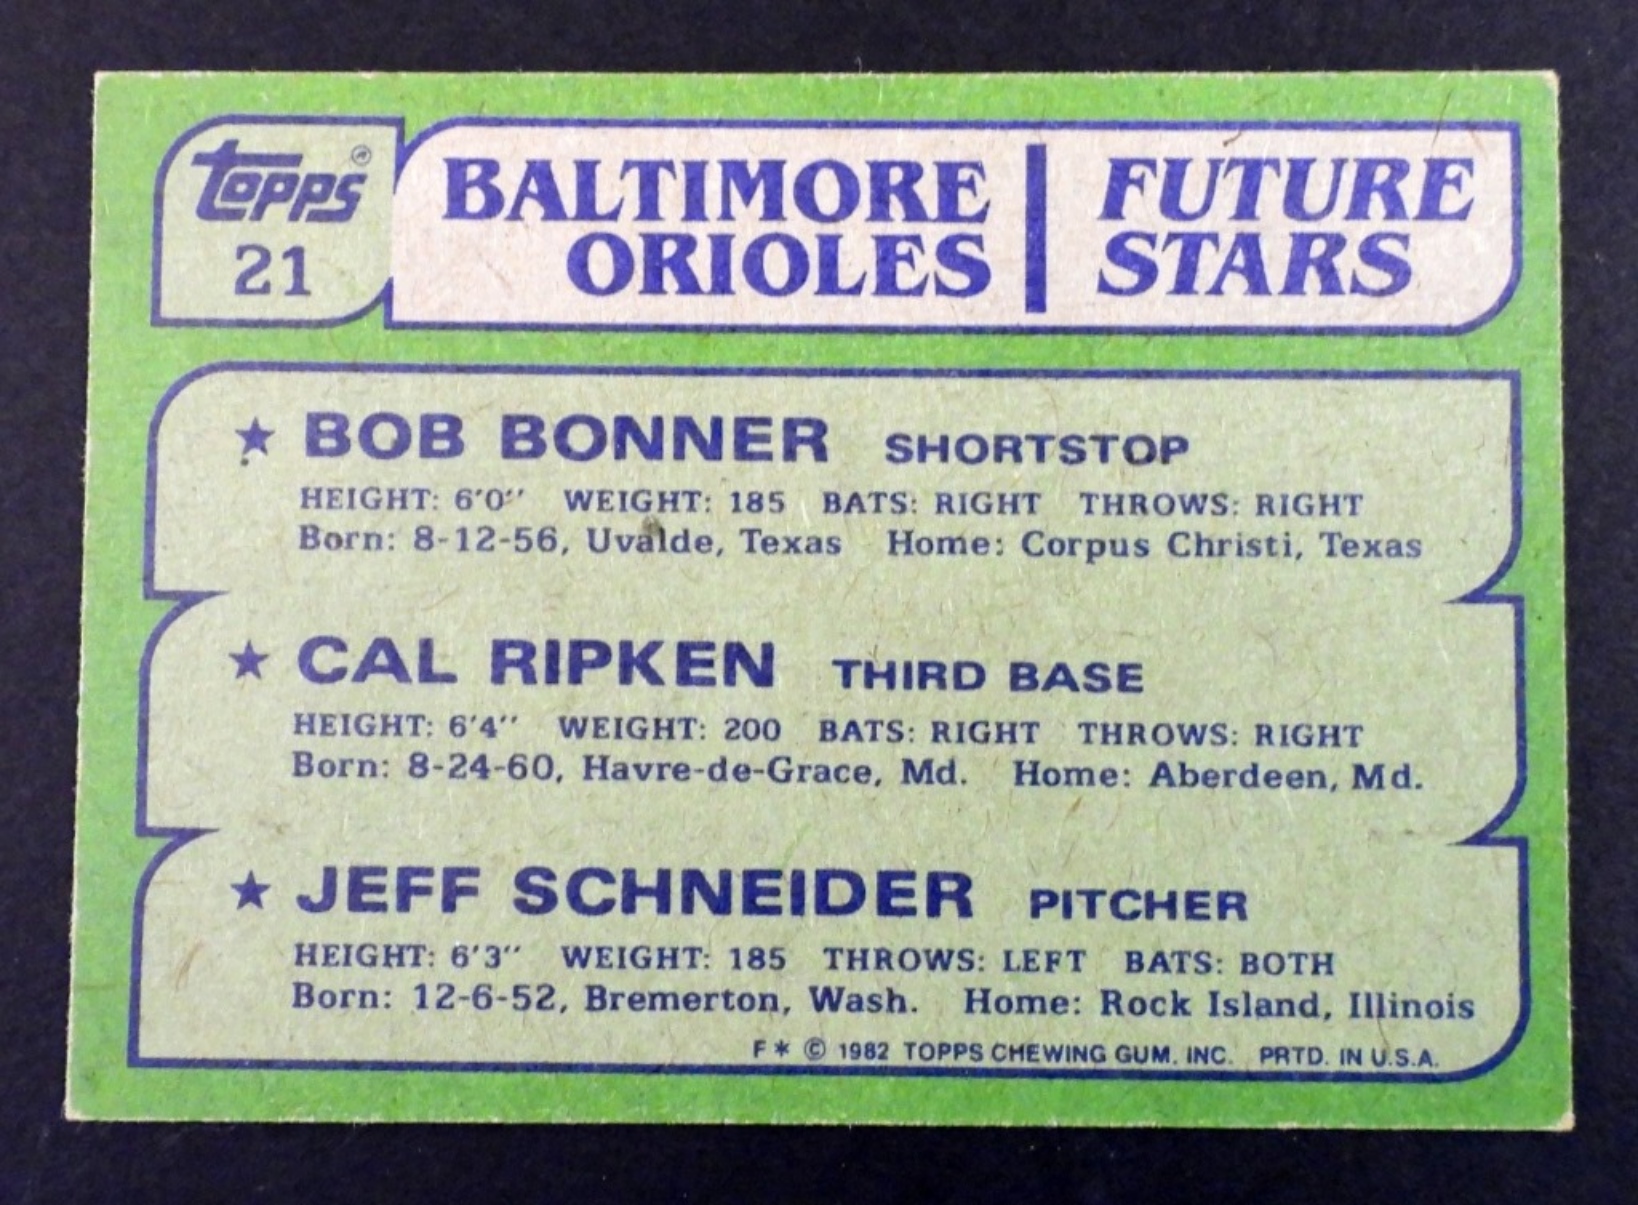 Topps ®
21
BALTIMORE ORIOLES
FUTURE STARS
★ BOB BONNER SHORTSTOP
HEIGHT: 6'0" WEIGHT: 185 BATS: RIGHT THROWS: RIGHT
Born: 8-12-56, Uvalde, Texas Home: Corpus Christi, Texas
★ CAL RIPKEN THIRD BASE
HEIGHT: 6'4" WEIGHT: 200 BATS: RIGHT THROWS: RIGHT
Born: 8-24-60, Havre-de-Grace, Md. Home: Aberdeen, Md.
★ JEFF SCHNEIDER PITCHER
HEIGHT: 6'3" WEIGHT: 185 THROWS: LEFT BATS: BOTH
Born: 12-6-52, Bremerton, Wash. Home: Rock Island, Illinois
F * © 1982 TOPPS CHEWING GUM. INC. PRTD. IN U.S.A.